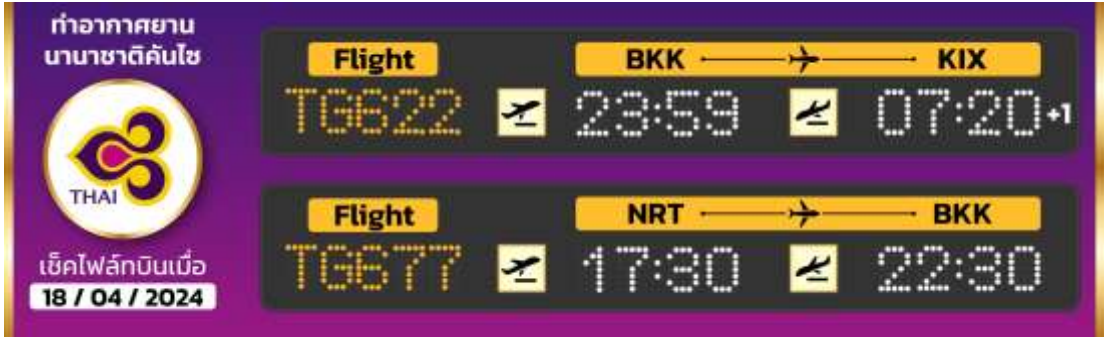 ท่าอากาศยาน
นานาชาติคันไซ
THAI
เช็คไฟล์ทบินเมื่อ
18 / 04 / 2024
Flight BKK KIX
TG622 23:59 07:20+1
Flight NRT BKK
TG677 17:30 22:30